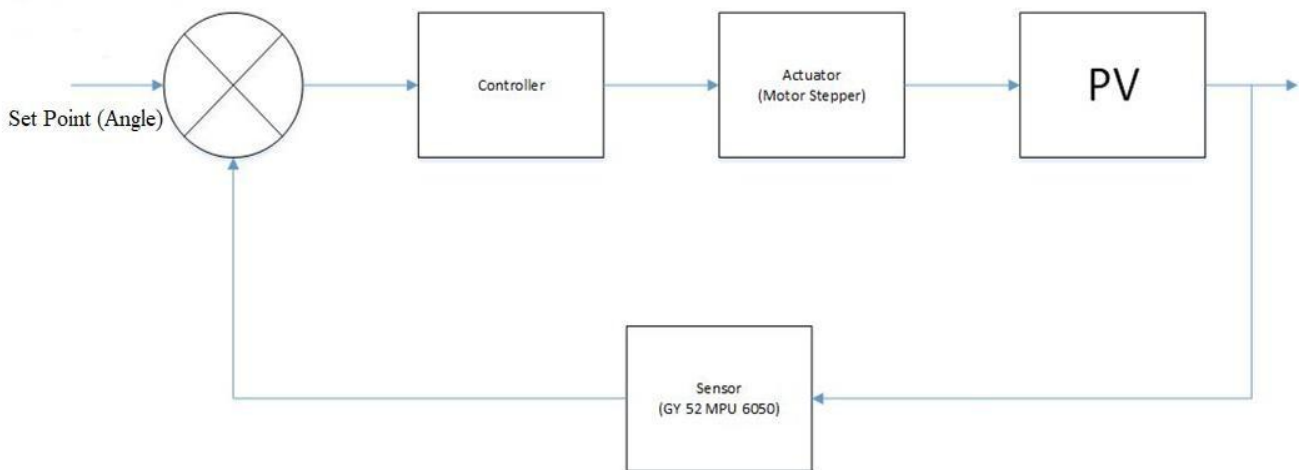 Set Point (Angle)
Controller
Actuator
(Motor Stepper)
PV
Sensor
(GY 52 MPU 6050)